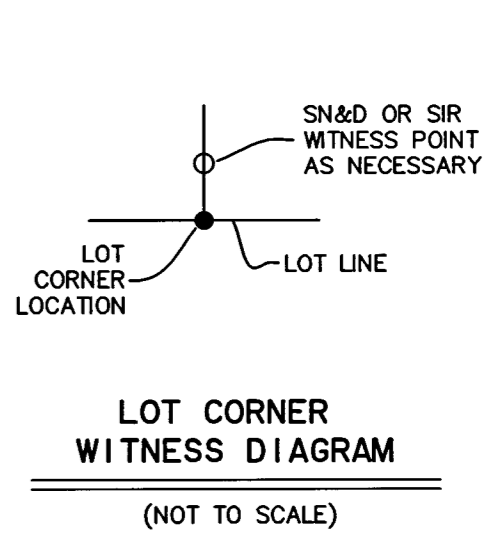 SN&D OR SIR
WITNESS POINT
AS NECESSARY
LOT
CORNER
LOCATION
LOT LINE
LOT CORNER
WITNESS DIAGRAM
(NOT TO SCALE)